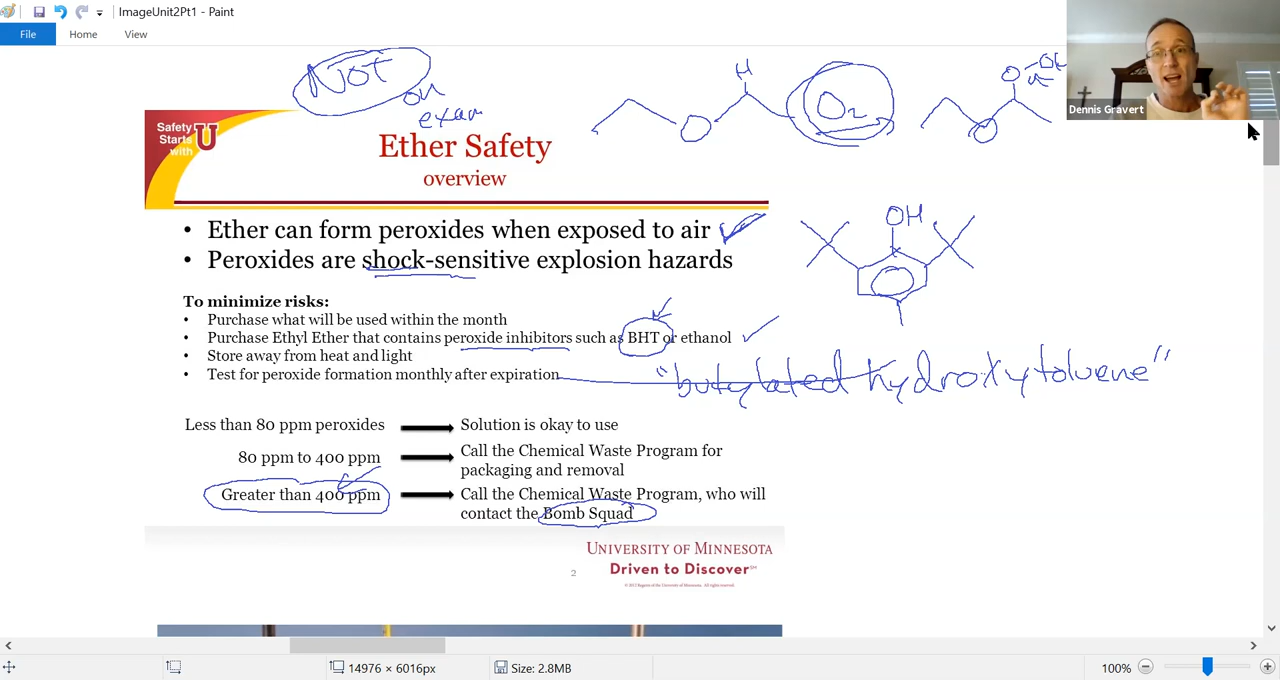 ImageUnit2Pt1 - Paint
File Home View
Dennis Gravert
NOT
on
exam
H
O
O2
O-OH
O
Safety
Starts
with U
Ether Safety
overview
• Ether can form peroxides when exposed to air
• Peroxides are shock-sensitive explosion hazards
OH
To minimize risks:
• Purchase what will be used within the month
• Purchase Ethyl Ether that contains peroxide inhibitors such as BHT or ethanol
• Store away from heat and light
• Test for peroxide formation monthly after expiration
"butylated hydroxytoluene"
Less than 80 ppm peroxides Solution is okay to use
80 ppm to 400 ppm Call the Chemical Waste Program for
packaging and removal
Greater than 400 ppm Call the Chemical Waste Program, who will
contact the Bomb Squad
UNIVERSITY OF MINNESOTA
Driven to Discover℠
2
14976 × 6016px Size: 2.8MB 100%